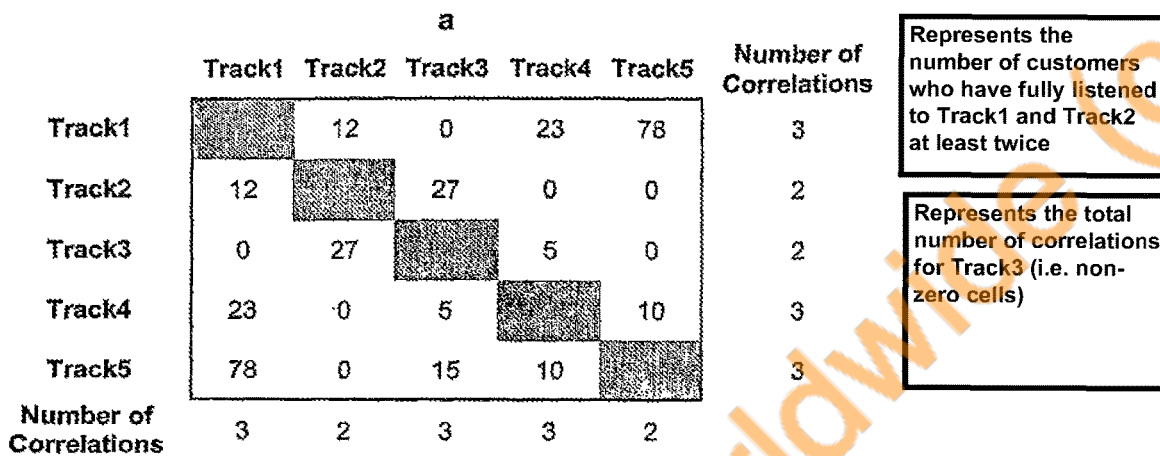 a
Track1 Track2 Track3 Track4 Track5 Number of Correlations
Track1 12 0 23 78 3
Track2 12 27 0 0 2
Track3 0 27 5 0 2
Track4 23 0 5 10 3
Track5 78 0 15 10 3
Number of Correlations 3 2 3 3 2
Represents the
number of customers
who have fully listened
to Track1 and Track2
at least twice
Represents the total
number of correlations
for Track3 (i.e. non-
zero cells)